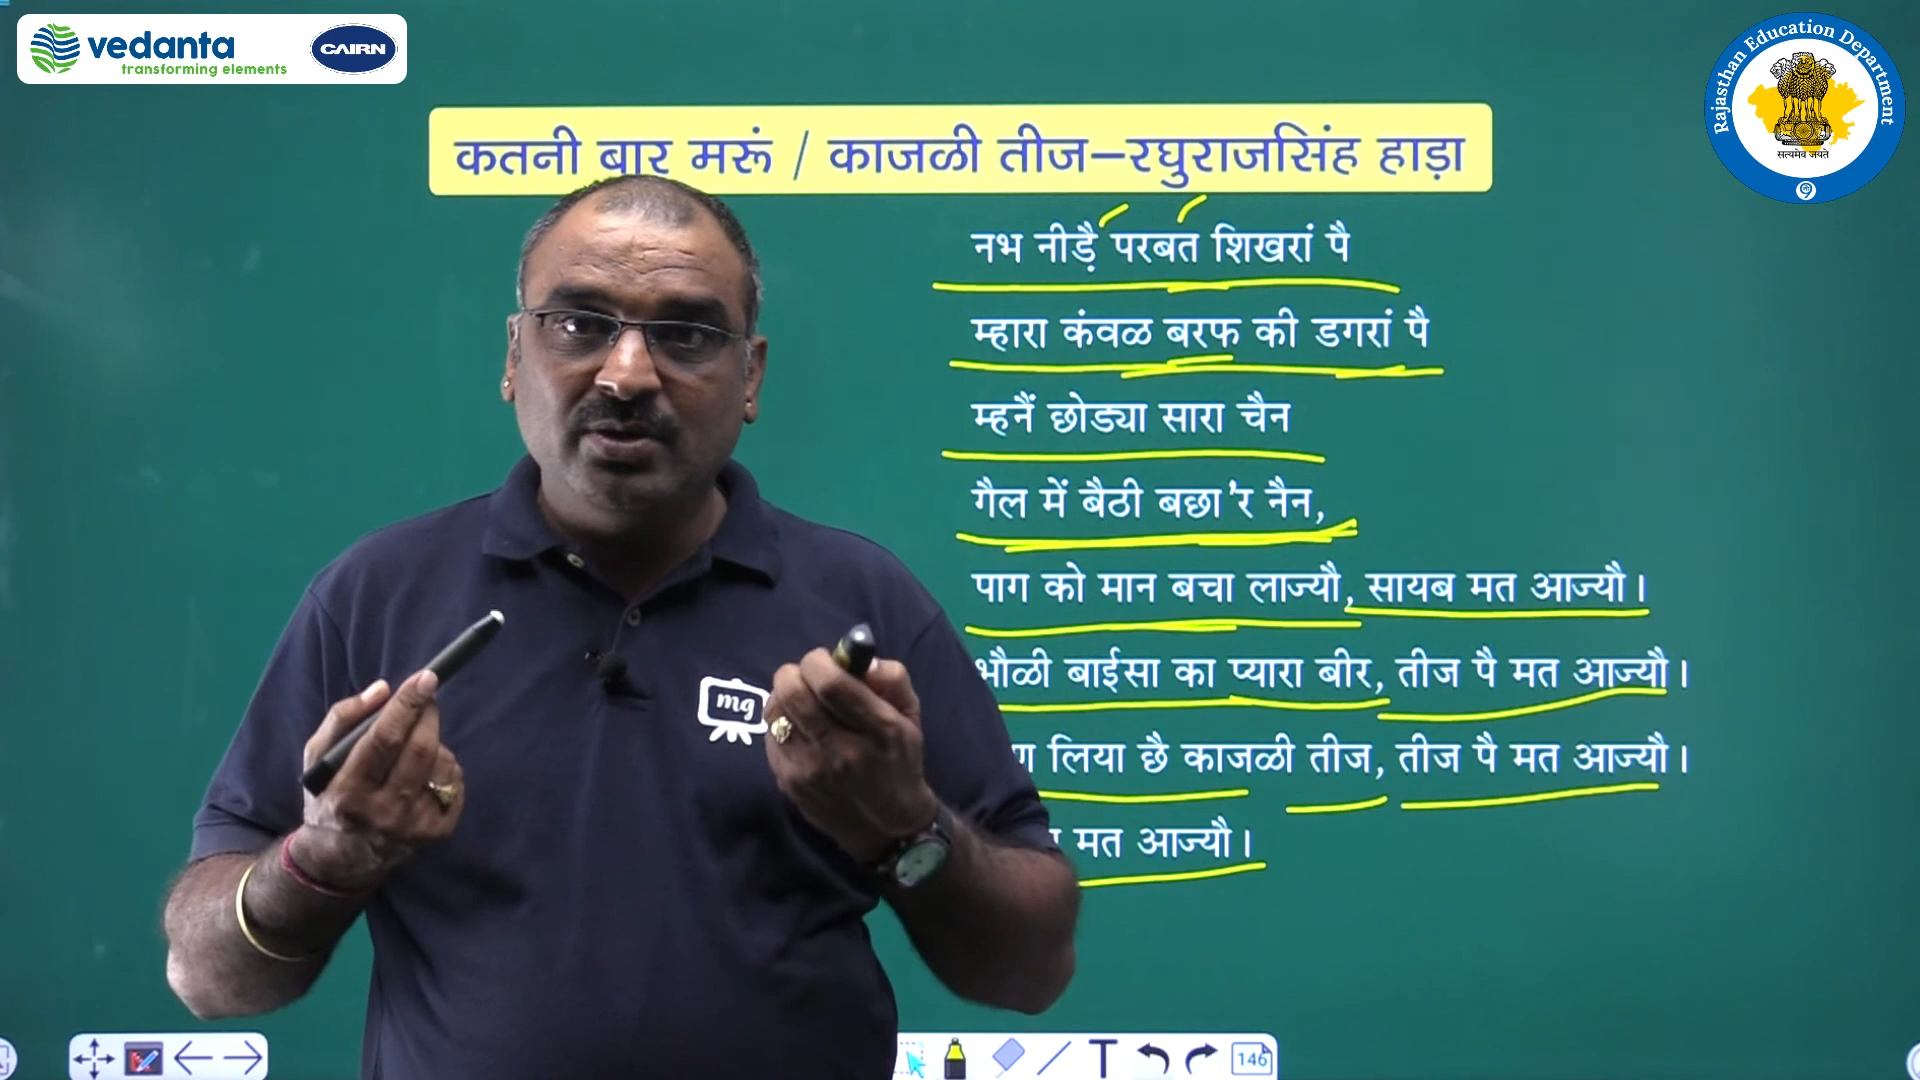 vedanta
transforming elements
CAIRN
Rajasthan Education Department
सत्यमेव जयते
कतनी बार मरूं / काजळी तीज–रघुराजसिंह हाड़ा
नभ नीड़ै परबत शिखरां पै
म्हारा कंवळ बरफ की डगरां पै
म्हनैं छोड्या सारा चैन
गैल में बैठी बछा'र नैन,
पाग को मान बचा लाज्यौ, सायब मत आज्यौ।
भौळी बाईसा का प्यारा बीर, तीज पै मत आज्यौ।
लिया छै काजळी तीज, तीज पै मत आज्यौ।
मत आज्यौ।
mg
T
146